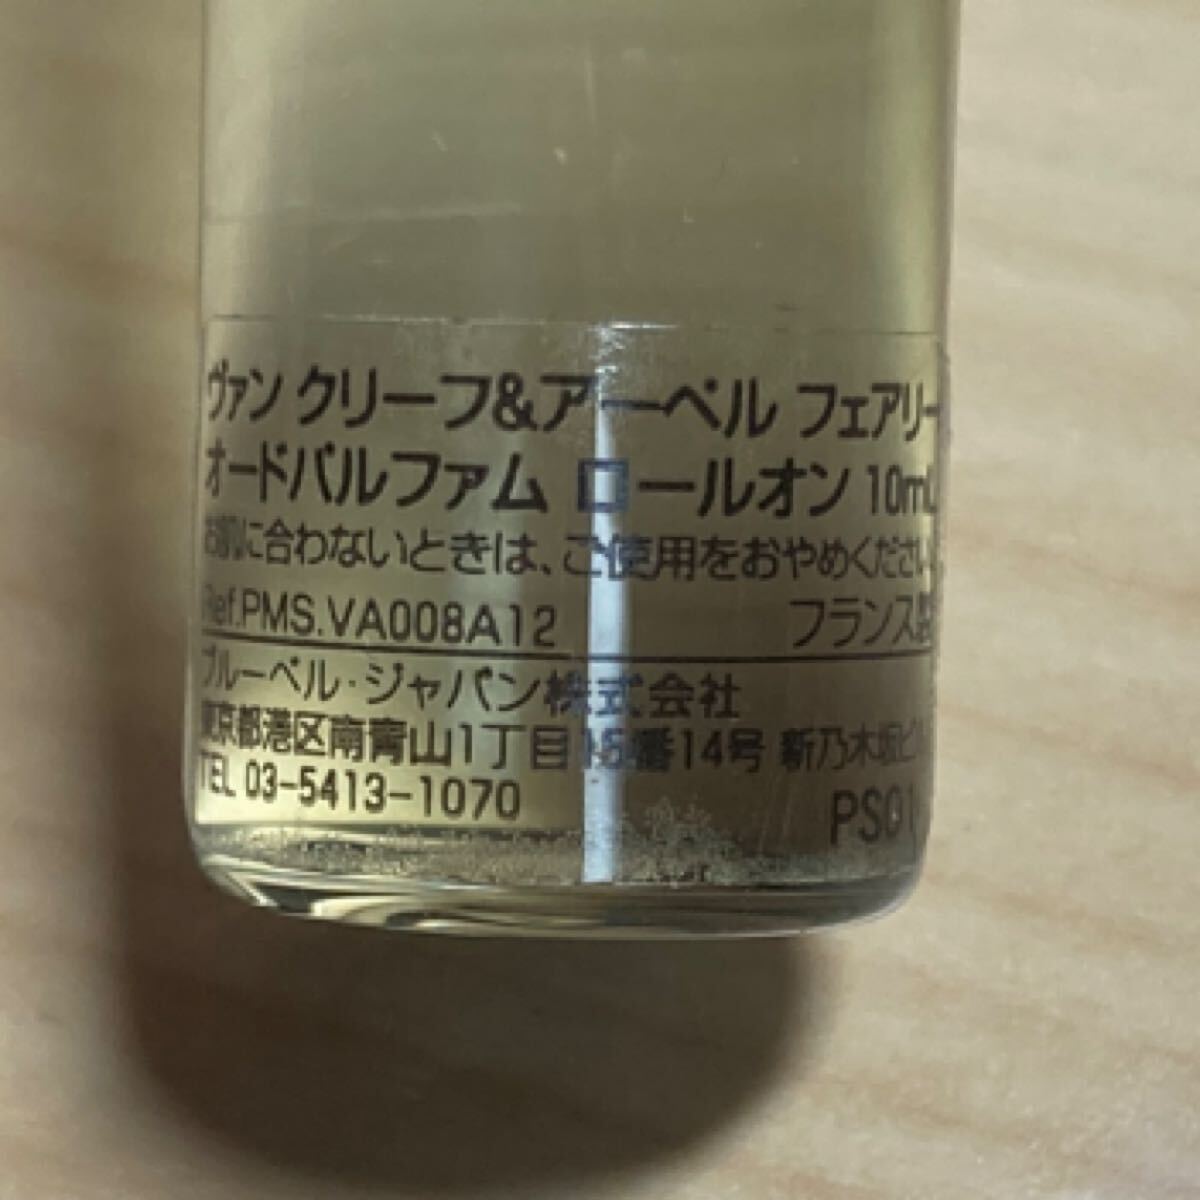 ヴァン クリーフ&アーペル フェアリー
オードパルファム ロールオン 10mL
お肌に合わないときは、ご使用をおやめください。
Ref.PMS.VA008A12 フランス製
ブルーベル・ジャパン株式会社
東京都港区南青山1丁目15番14号 新乃木坂ビル
TEL 03-5413-1070 PS01